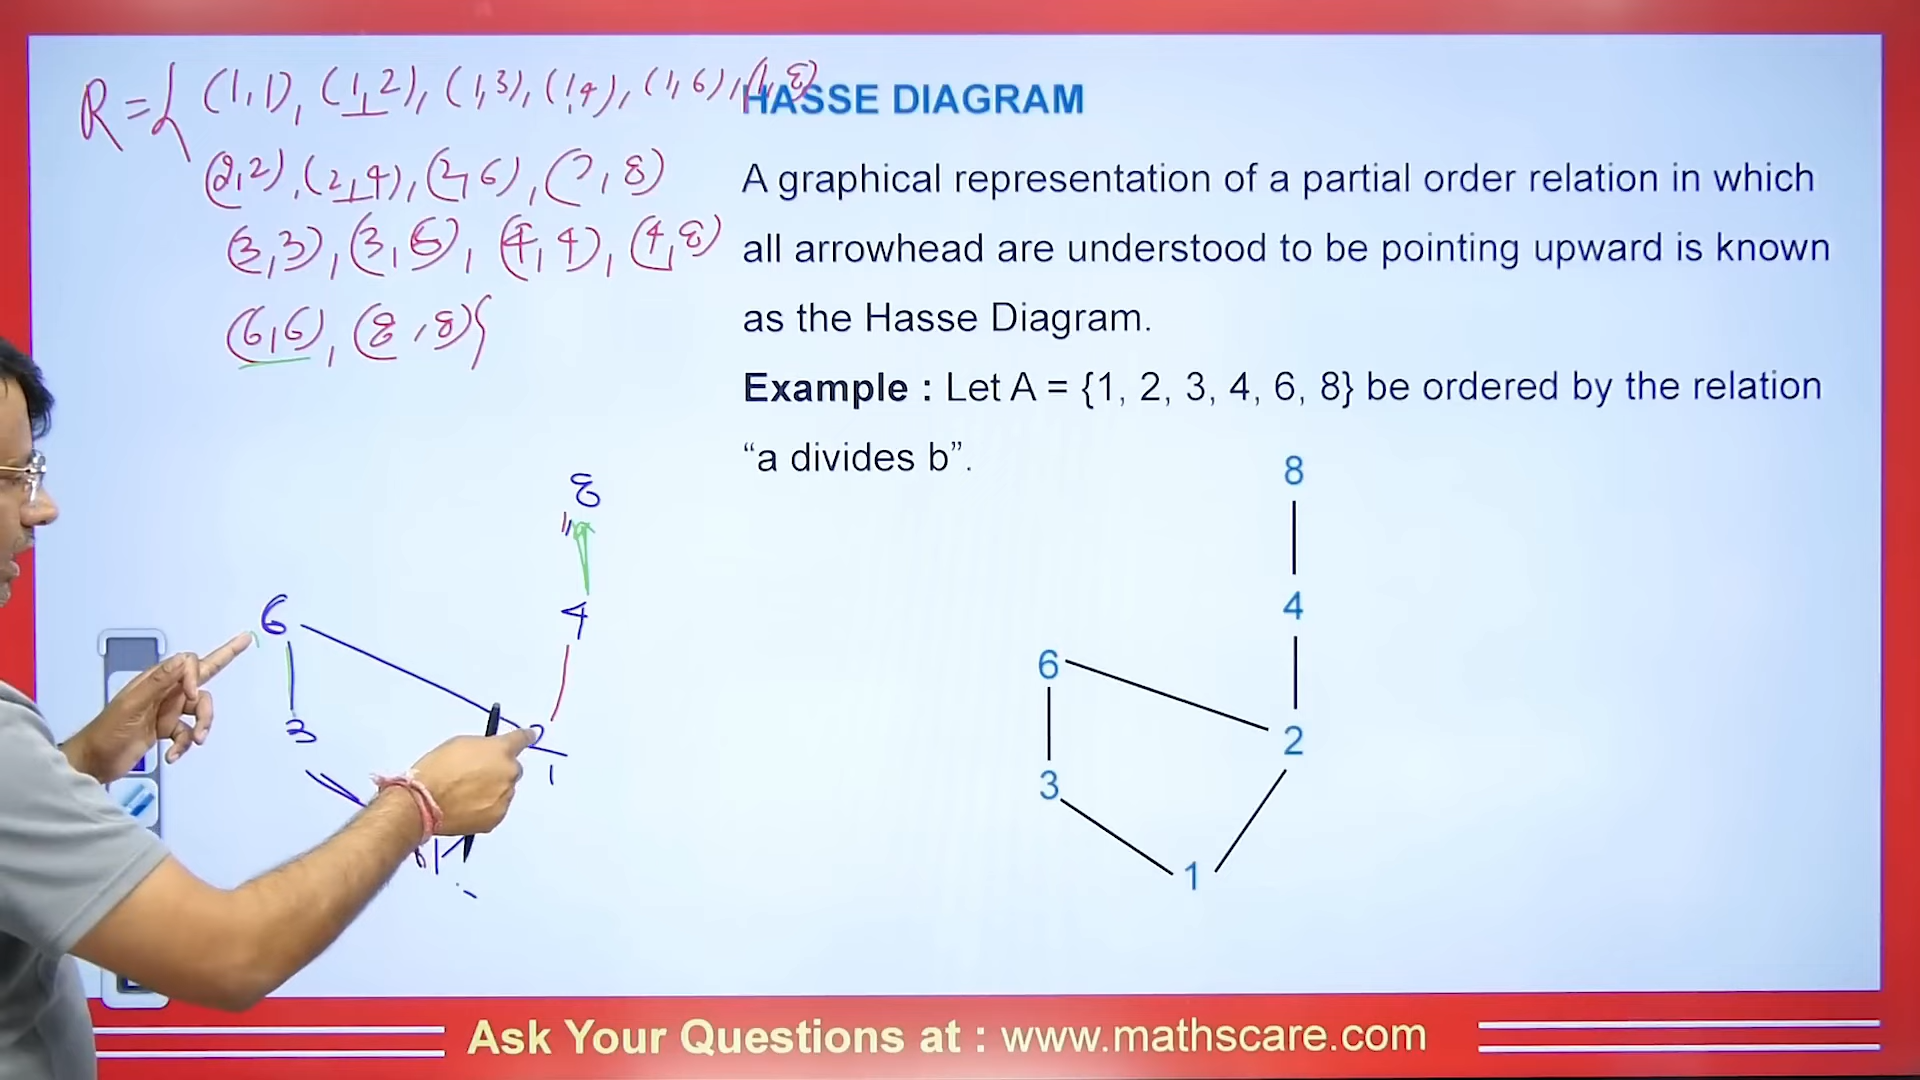 R = { (1,1), (1,2), (1,3), (1,4), (1,6), (1,8)
(2,2), (2,4), (2,6), (2,8)
(3,3), (3,6), (4,4), (4,8)
(6,6), (8,8) }
HASSE DIAGRAM
A graphical representation of a partial order relation in which
all arrowhead are understood to be pointing upward is known
as the Hasse Diagram.
Example : Let A = {1, 2, 3, 4, 6, 8} be ordered by the relation
“a divides b”.
8
4
6
3
2
8
4
6
2
3
1
Ask Your Questions at : www.mathscare.com